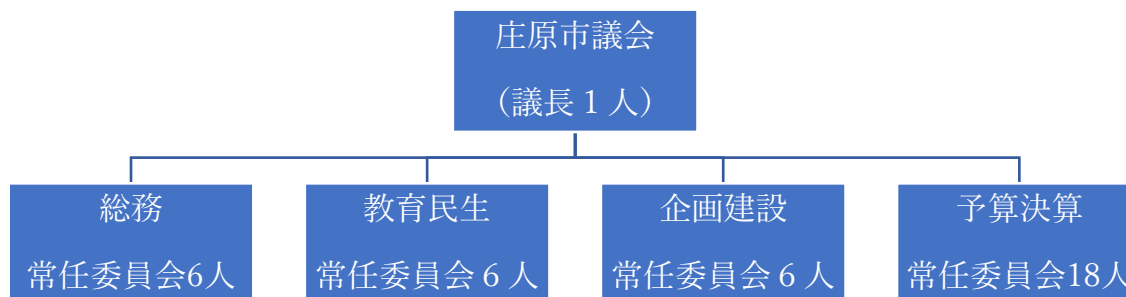 庄原市議会
（議長１人）
総務
常任委員会6人
教育民生
常任委員会６人
企画建設
常任委員会６人
予算決算
常任委員会18人